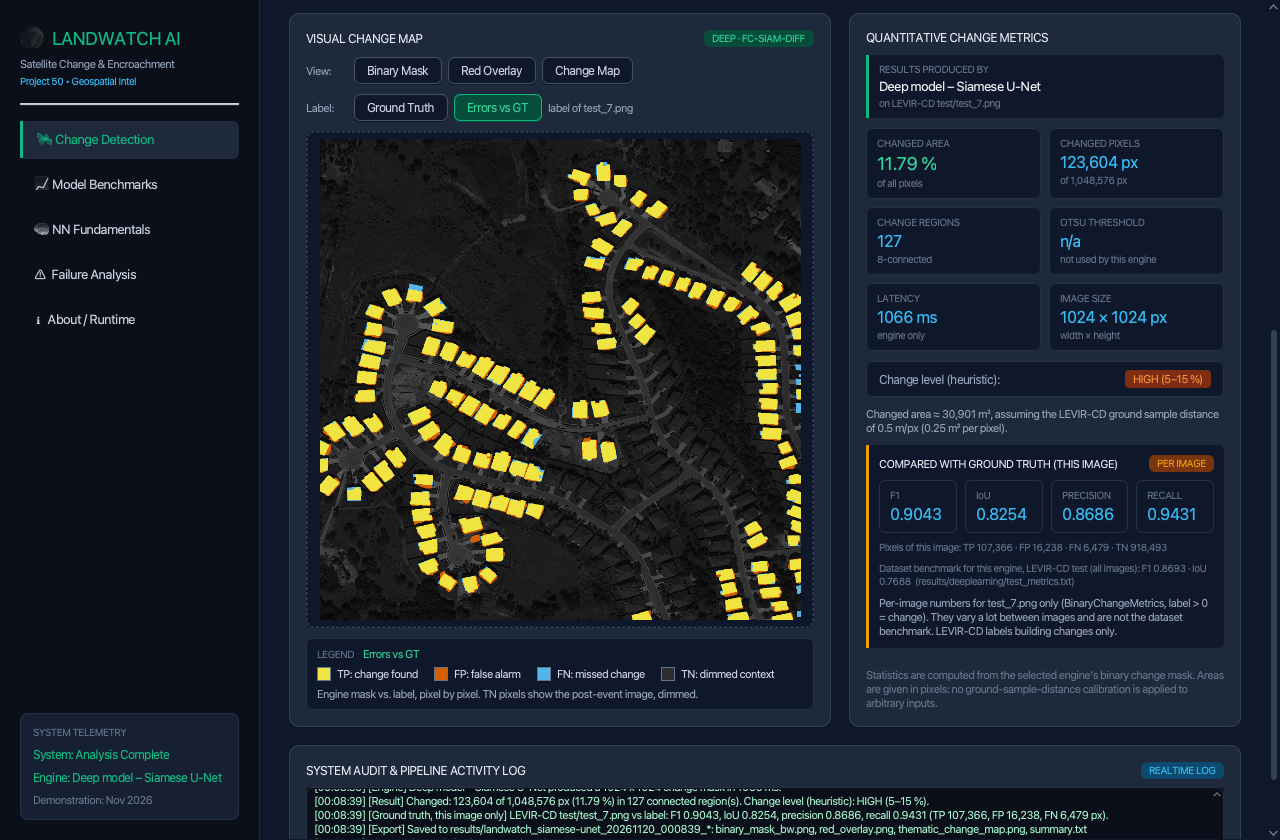 LANDWATCH AI
Satellite Change & Encroachment
Project 50 • Geospatial Intel
Change Detection
Model Benchmarks
NN Fundamentals
Failure Analysis
About / Runtime
SYSTEM TELEMETRY
System: Analysis Complete
Engine: Deep model – Siamese U-Net
Demonstration: Nov 2026
VISUAL CHANGE MAP
DEEP · FC-SIAM-DIFF
View: Binary Mask Red Overlay Change Map
Label: Ground Truth Errors vs GT label of test_7.png
LEGEND Errors vs GT
TP: change found FP: false alarm FN: missed change TN: dimmed context
Engine mask vs. label, pixel by pixel. TN pixels show the post-event image, dimmed.
QUANTITATIVE CHANGE METRICS
RESULTS PRODUCED BY
Deep model – Siamese U-Net
on LEVIR-CD test/test_7.png
CHANGED AREA
11.79 %
of all pixels
CHANGED PIXELS
123,604 px
of 1,048,576 px
CHANGE REGIONS
127
8-connected
OTSU THRESHOLD
n/a
not used by this engine
LATENCY
1066 ms
engine only
IMAGE SIZE
1024 × 1024 px
width × height
Change level (heuristic): HIGH (5–15 %)
Changed area ≈ 30,901 m², assuming the LEVIR-CD ground sample distance
of 0.5 m/px (0.25 m² per pixel).
COMPARED WITH GROUND TRUTH (THIS IMAGE) PER IMAGE
F1
0.9043
IoU
0.8254
PRECISION
0.8686
RECALL
0.9431
Pixels of this image: TP 107,366 · FP 16,238 · FN 6,479 · TN 918,493
Dataset benchmark for this engine, LEVIR-CD test (all images): F1 0.8693 · IoU
0.7688 (results/deeplearning/test_metrics.txt)
Per-image numbers for test_7.png only (BinaryChangeMetrics, label > 0
= change). They vary a lot between images and are not the dataset
benchmark. LEVIR-CD labels building changes only.
Statistics are computed from the selected engine's binary change mask. Areas
are given in pixels: no ground-sample-distance calibration is applied to
arbitrary inputs.
SYSTEM AUDIT & PIPELINE ACTIVITY LOG
REALTIME LOG
[00:08:39] [Engine] Deep model – Siamese U-Net produced a 1024 x 1024 change mask in 1066 ms.
[00:08:39] [Result] Changed: 123,604 of 1,048,576 px (11.79 %) in 127 connected region(s). Change level (heuristic): HIGH (5–15 %).
[00:08:39] [Ground truth, this image only] LEVIR-CD test/test_7.png vs label: F1 0.9043, IoU 0.8254, precision 0.8686, recall 0.9431 (TP 107,366, FP 16,238, FN 6,479 px).
[00:08:39] [Export] Saved to results/landwatch_siamese-unet_20261120_000839_*: binary_mask_bw.png, red_overlay.png, thematic_change_map.png, summary.txt